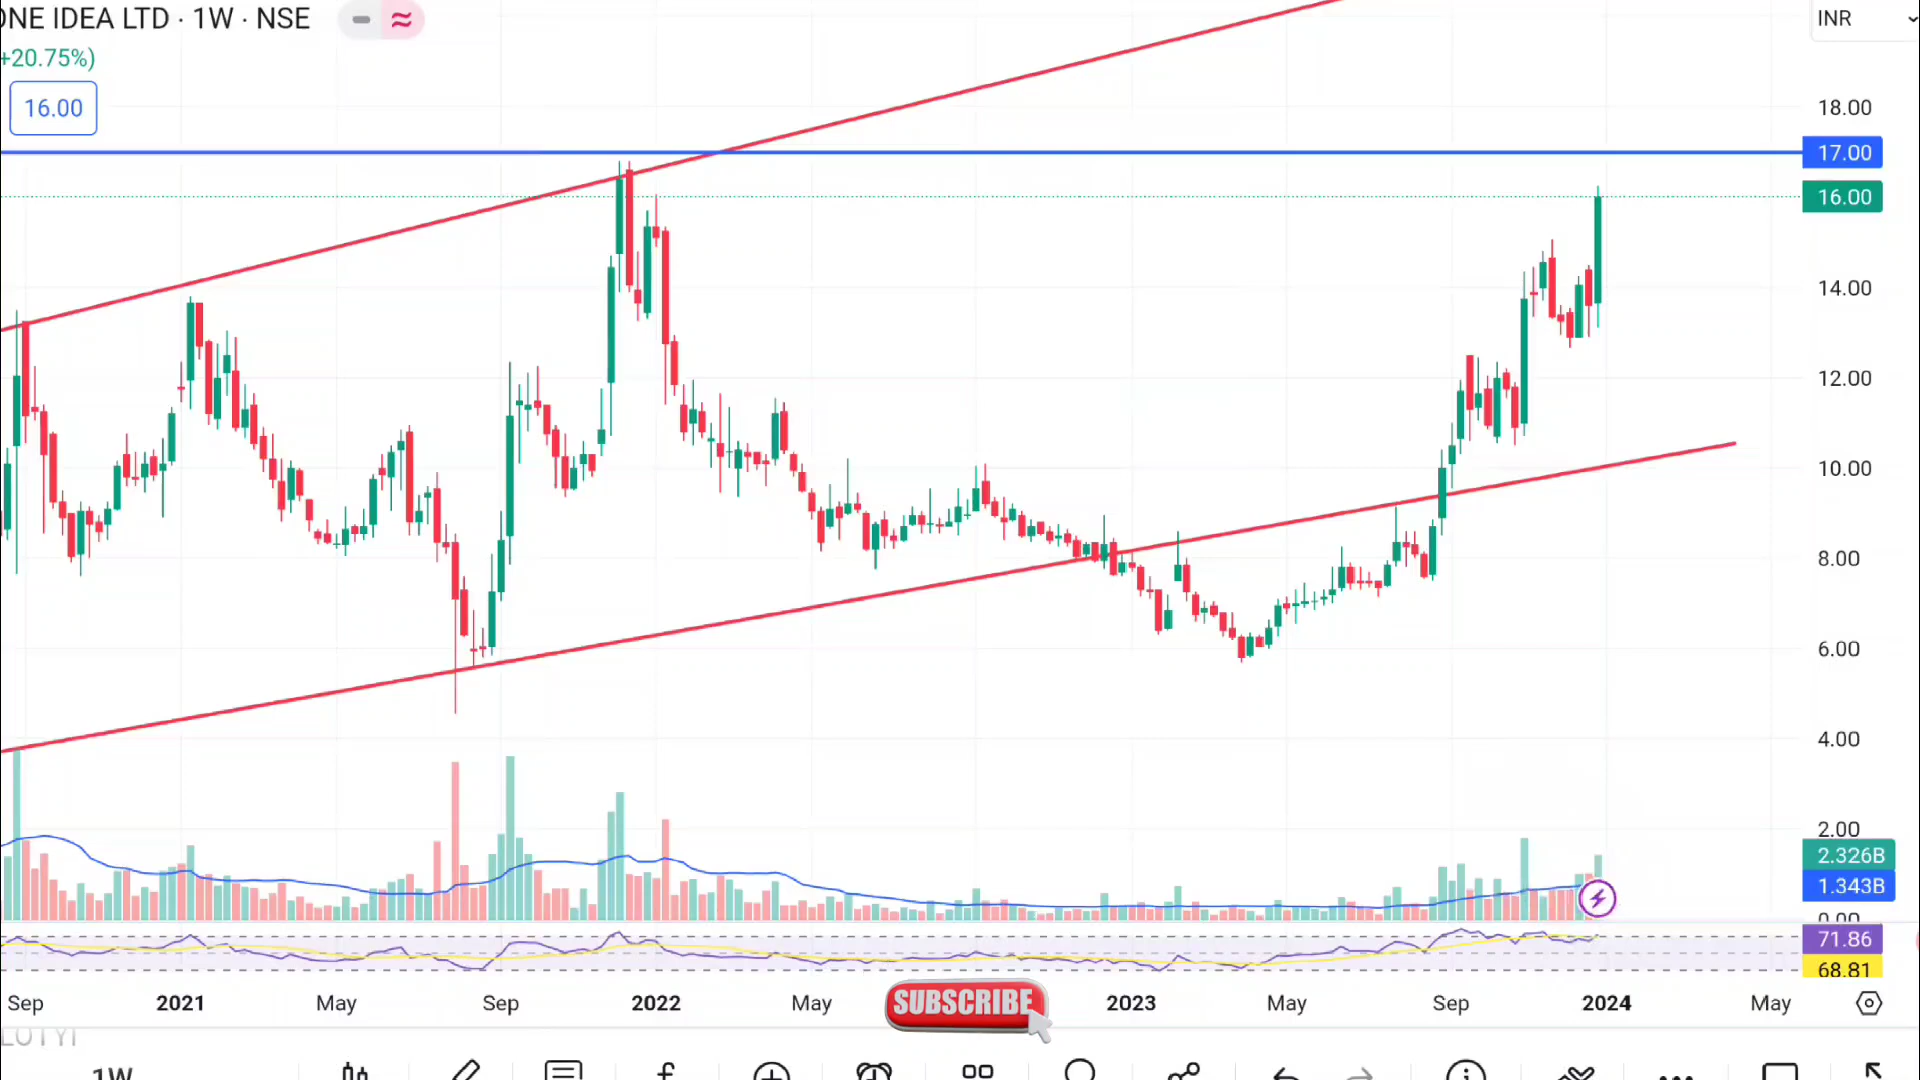 ONE IDEA LTD · 1W · NSE
INR
+20.75%)
16.00
18.00
17.00
16.00
14.00
12.00
10.00
8.00
6.00
4.00
2.00
2.326B
1.343B
0.00
71.86
68.81
Sep 2021 May Sep 2022 May 2023 May Sep 2024 May
SUBSCRIBE
1W